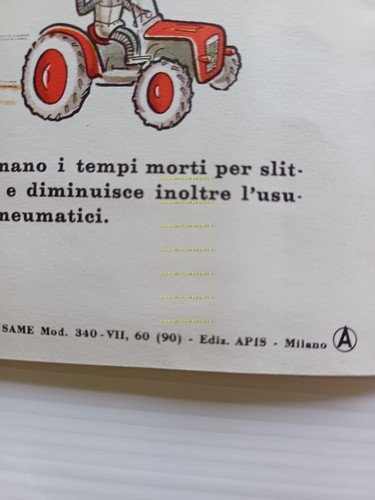 nano i tempi morti per slit-
e diminuisce inoltre l'usu-
neumatici.
SAME Mod. 340-VII, 60 (90) - Ediz. APIS - Milano A